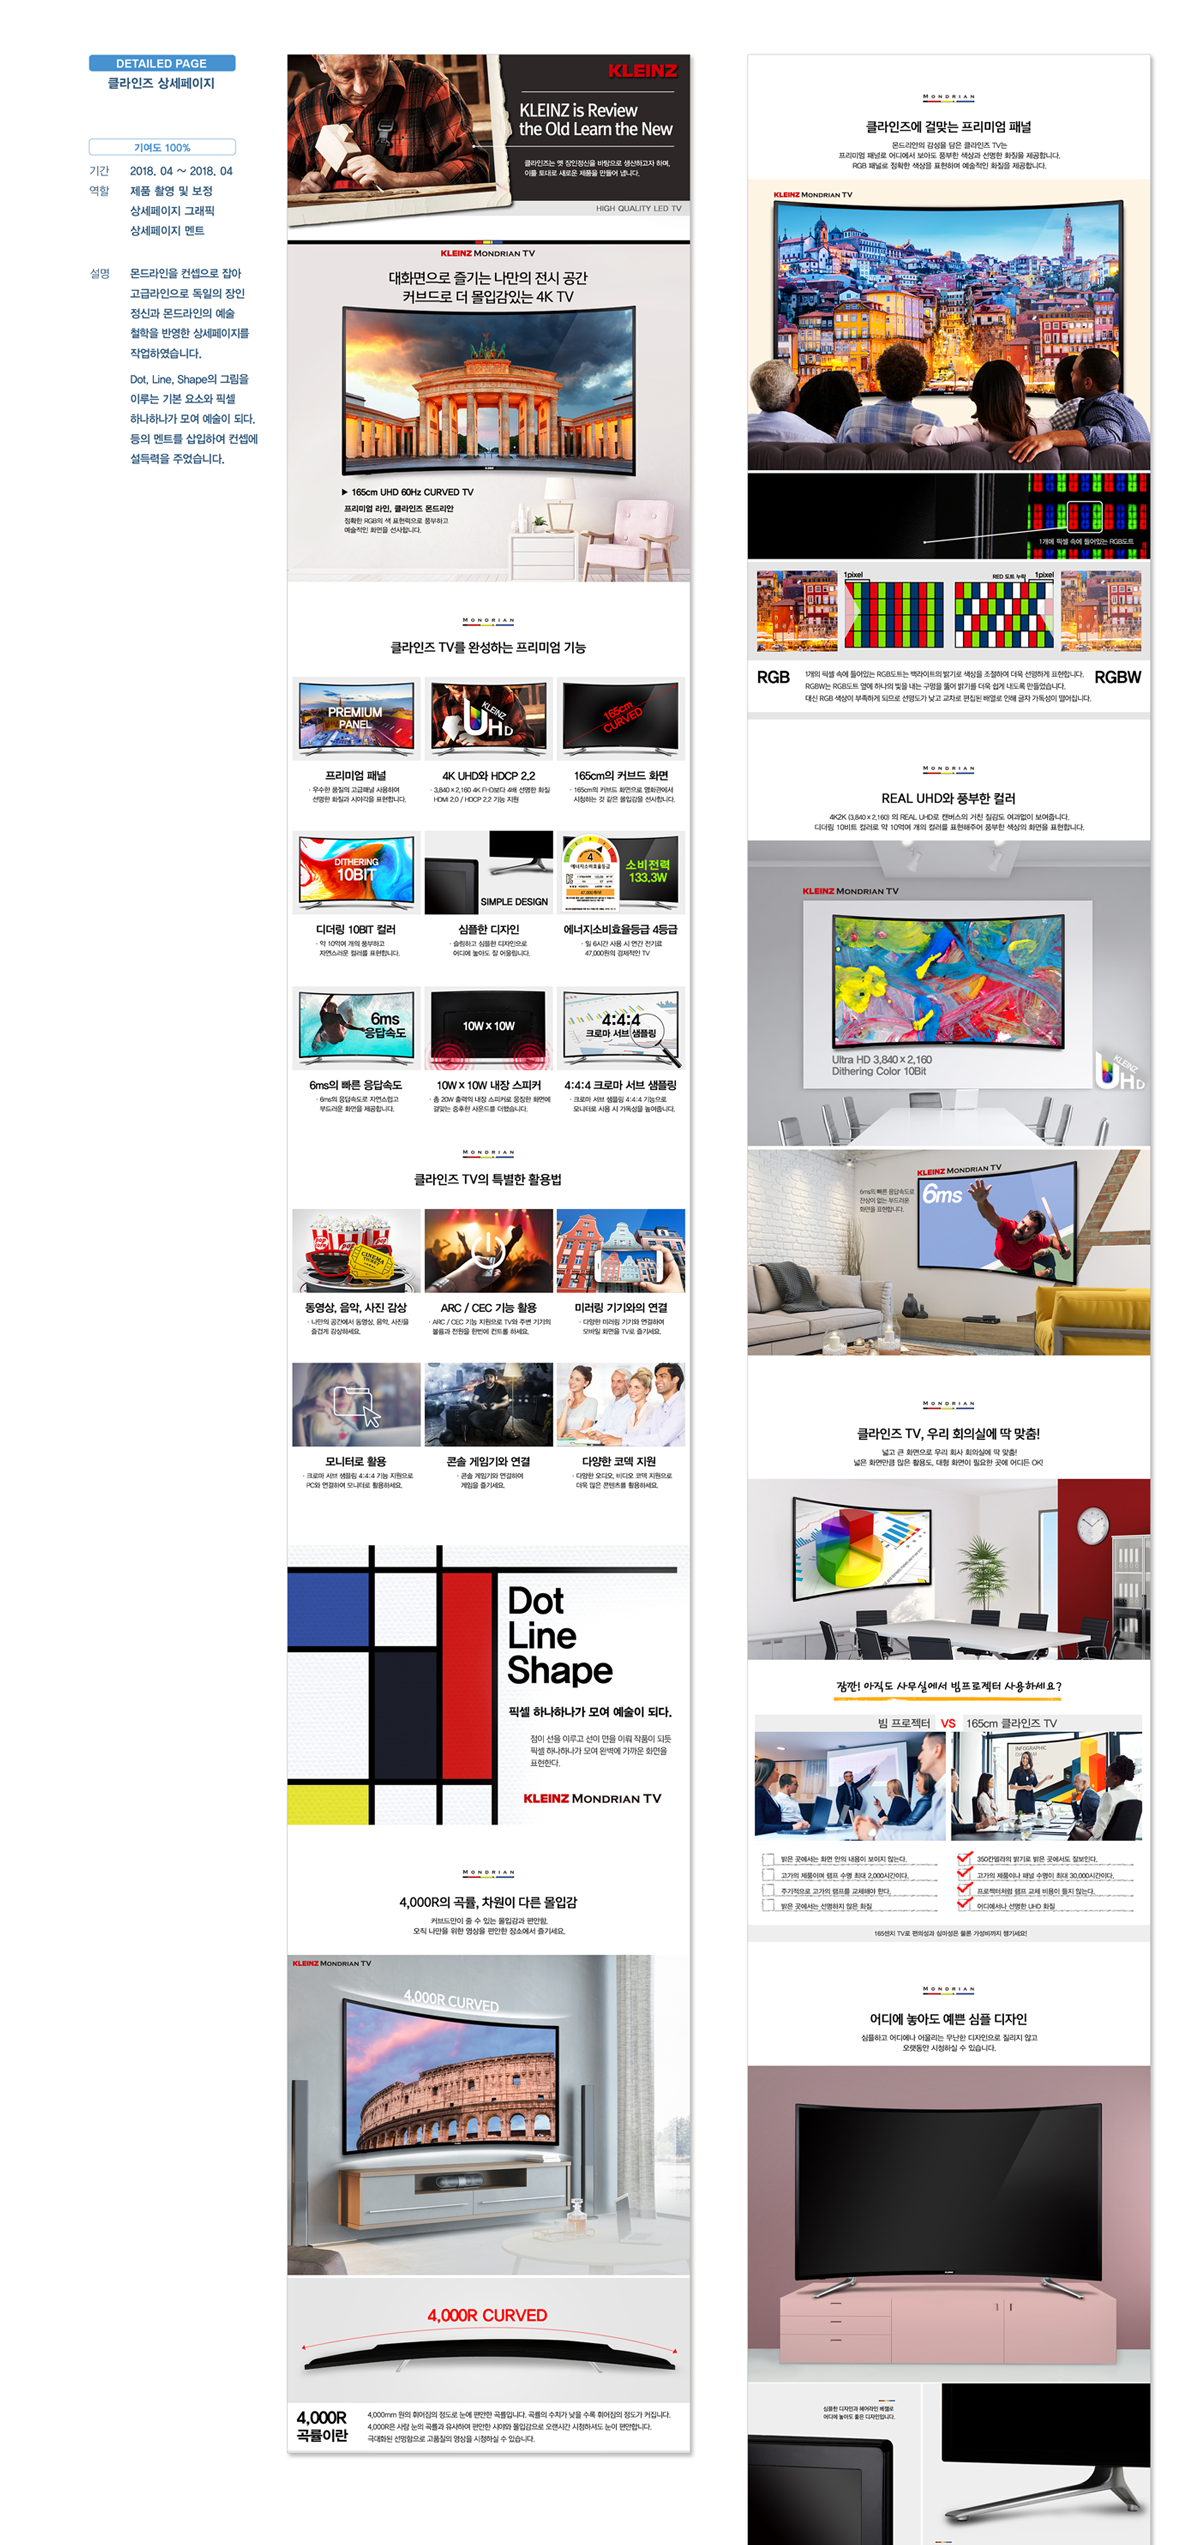 DETAILED PAGE
클라인즈 상세페이지
기여도 100%
기간 2018. 04 ~ 2018. 04
역할 제품 촬영 및 보정
상세페이지 그래픽
상세페이지 멘트
설명 몬드라인을 컨셉으로 잡아
고급라인으로 독일의 장인
정신과 몬드라인의 예술
철학을 반영한 상세페이지를
작업하였습니다.
Dot, Line, Shape의 그림을
이루는 기본 요소와 픽셀
하나하나가 모여 예술이 되다.
등의 멘트를 삽입하여 컨셉에
설득력을 주었습니다.
KLEINZ
KLEINZ is Review
the Old Learn the New
클라인즈는 옛 장인정신을 바탕으로 생산하고자 하며,
이를 토대로 새로운 제품을 만들어 냅니다.
HIGH QUALITY LED TV
KLEINZ MONDRIAN TV
대화면으로 즐기는 나만의 전시 공간
커브드로 더 몰입감있는 4K TV
▶ 165cm UHD 60Hz CURVED TV
프리미엄 라인, 클라인즈 몬드리안
정확한 RGB의 색 표현력으로 풍부하고
예술적인 화면을 선사합니다.
MONDRIAN
클라인즈 TV를 완성하는 프리미엄 기능
PREMIUM
PANEL
KLEINZ
UHD
165cm
CURVED
프리미엄 패널
· 우수한 품질의 고급패널 사용하여
선명한 화질과 시야각을 표현합니다.
4K UHD와 HDCP 2.2
· 3,840 × 2,160 4K FHD보다 4배 선명한 화질
HDMI 2.0 / HDCP 2.2 기능 지원
165cm의 커브드 화면
· 165cm의 커브드 화면으로 영화관에서
시청하는 것 같은 몰입감을 선사합니다.
DITHERING
10BIT
SIMPLE DESIGN
4
에너지소비효율등급
소비전력
133.3W
디더링 10BIT 컬러
· 약 10억여 개의 풍부하고
자연스러운 컬러를 표현합니다.
심플한 디자인
· 슬림하고 심플한 디자인으로
어디에 놓아도 잘 어울립니다.
에너지소비효율등급 4등급
· 일 6시간 사용 시 연간 전기료
47,000원의 경제적인 TV
6ms
응답속도
10W x 10W
4:4:4
크로마 서브 샘플링
6ms의 빠른 응답속도
· 6ms의 응답속도로 자연스럽고
부드러운 화면을 제공합니다.
10W x 10W 내장 스피커
· 총 20W 출력의 내장 스피커로 웅장한 화면에
걸맞는 중후한 사운드를 더했습니다.
4:4:4 크로마 서브 샘플링
· 크로마 서브 샘플링 4:4:4 기능으로
모니터로 사용 시 가독성을 높여줍니다.
MONDRIAN
클라인즈 TV의 특별한 활용법
CINEMA
동영상, 음악, 사진 감상
· 나만의 공간에서 동영상, 음악, 사진을
즐겁게 감상하세요.
ARC / CEC 기능 활용
· ARC / CEC 기능 지원으로 TV와 주변 기기의
볼륨과 전원을 한번에 컨트롤 하세요.
미러링 기기와의 연결
· 다양한 미러링 기기와 연결하여
모바일 화면을 TV로 즐기세요.
모니터로 활용
· 크로마 서브 샘플링 4:4:4 기능 지원으로
PC와 연결하여 모니터로 활용하세요.
콘솔 게임기와 연결
· 콘솔 게임기와 연결하여
게임을 즐기세요.
다양한 코덱 지원
· 다양한 오디오, 비디오 코덱 지원으로
더욱 많은 콘텐츠를 활용하세요.
Dot
Line
Shape
픽셀 하나하나가 모여 예술이 되다.
점이 선을 이루고 선이 면을 이뤄 작품이 되듯
픽셀 하나하나가 모여 완벽에 가까운 화면을
표현한다.
KLEINZ MONDRIAN TV
MONDRIAN
4,000R의 곡률, 차원이 다른 몰입감
커브드만이 줄 수 있는 몰입감과 편안함,
오직 나만을 위한 영상을 편안한 장소에서 즐기세요.
KLEINZ MONDRIAN TV
4,000R CURVED
4,000R CURVED
4,000R
곡률이란
4,000mm 원의 휘어짐의 정도로 눈에 편안한 곡률입니다. 곡률의 수치가 낮을 수록 휘어짐의 정도가 커집니다.
4,000R은 사람 눈의 곡률과 유사하여 편안한 시야와 몰입감으로 오랜시간 시청하셔도 눈이 편안합니다.
극대화된 선명함으로 고품질의 영상을 시청하실 수 있습니다.
MONDRIAN
클라인즈에 걸맞는 프리미엄 패널
몬드리안의 감성을 담은 클라인즈 TV는
프리미엄 패널로 어디에서 보아도 풍부한 색상과 선명한 화질을 제공합니다.
RGB 패널로 정확한 색상을 표현하며 예술적인 화질을 제공합니다.
KLEINZ MONDRIAN TV
1개에 픽셀 속에 들어있는 RGB도트
1pixel
RED 도트 누락
1pixel
RGB
1개의 픽셀 속에 들어있는 RGB도트는 백라이트의 밝기로 색상을 조절하여 더욱 선명하게 표현합니다.
RGBW는 RGB도트 옆에 하나의 빛을 내는 구멍을 뚫어 밝기를 더욱 쉽게 내도록 만들었습니다.
대신 RGB 색상이 부족하게 되므로 선명도가 낮고 교차로 편집된 배열로 인해 글자 가독성이 떨어집니다.
RGBW
MONDRIAN
REAL UHD와 풍부한 컬러
4K2K (3,840 × 2,160) 의 REAL UHD로 캔버스의 거친 질감도 여과없이 보여줍니다.
디더링 10비트 컬러로 약 10억여 개의 컬러를 표현해주어 풍부한 색상의 화면을 표현합니다.
KLEINZ MONDRIAN TV
Ultra HD 3,840 × 2,160
Dithering Color 10Bit
KLEINZ
UHD
KLEINZ MONDRIAN TV
6ms의 빠른 응답속도로
잔상이 없는 부드러운
화면을 표현합니다.
6ms
MONDRIAN
클라인즈 TV, 우리 회의실에 딱 맞춤!
넓고 큰 화면으로 우리 회사 회의실에 딱 맞춤!
넓은 화면만큼 많은 활용도, 대형 화면이 필요한 곳에 어디든 OK!
잠깐! 아직도 사무실에서 빔프로젝터 사용하세요?
빔 프로젝터 VS 165cm 클라인즈 TV
INFOGRAPHIC
밝은 곳에서는 화면 안의 내용이 보이지 않는다.
고가의 제품이며 램프 수명 최대 2,000시간이다.
주기적으로 고가의 램프를 교체해야 한다.
밝은 곳에서는 선명하지 않은 화질
350칸델라의 밝기로 밝은 곳에서도 잘보인다.
고가의 제품이나 패널 수명이 최대 30,000시간이다.
프로젝터처럼 램프 교체 비용이 들지 않는다.
어디에서나 선명한 UHD 화질
165센치 TV로 편의성과 심미성은 물론 가성비까지 챙기세요!
MONDRIAN
어디에 놓아도 예쁜 심플 디자인
심플하고 어디에나 어울리는 무난한 디자인으로 질리지 않고
오랫동안 시청하실 수 있습니다.
심플한 디자인과 헤어라인 베젤로
어디에 놓아도 좋은 디자인입니다.